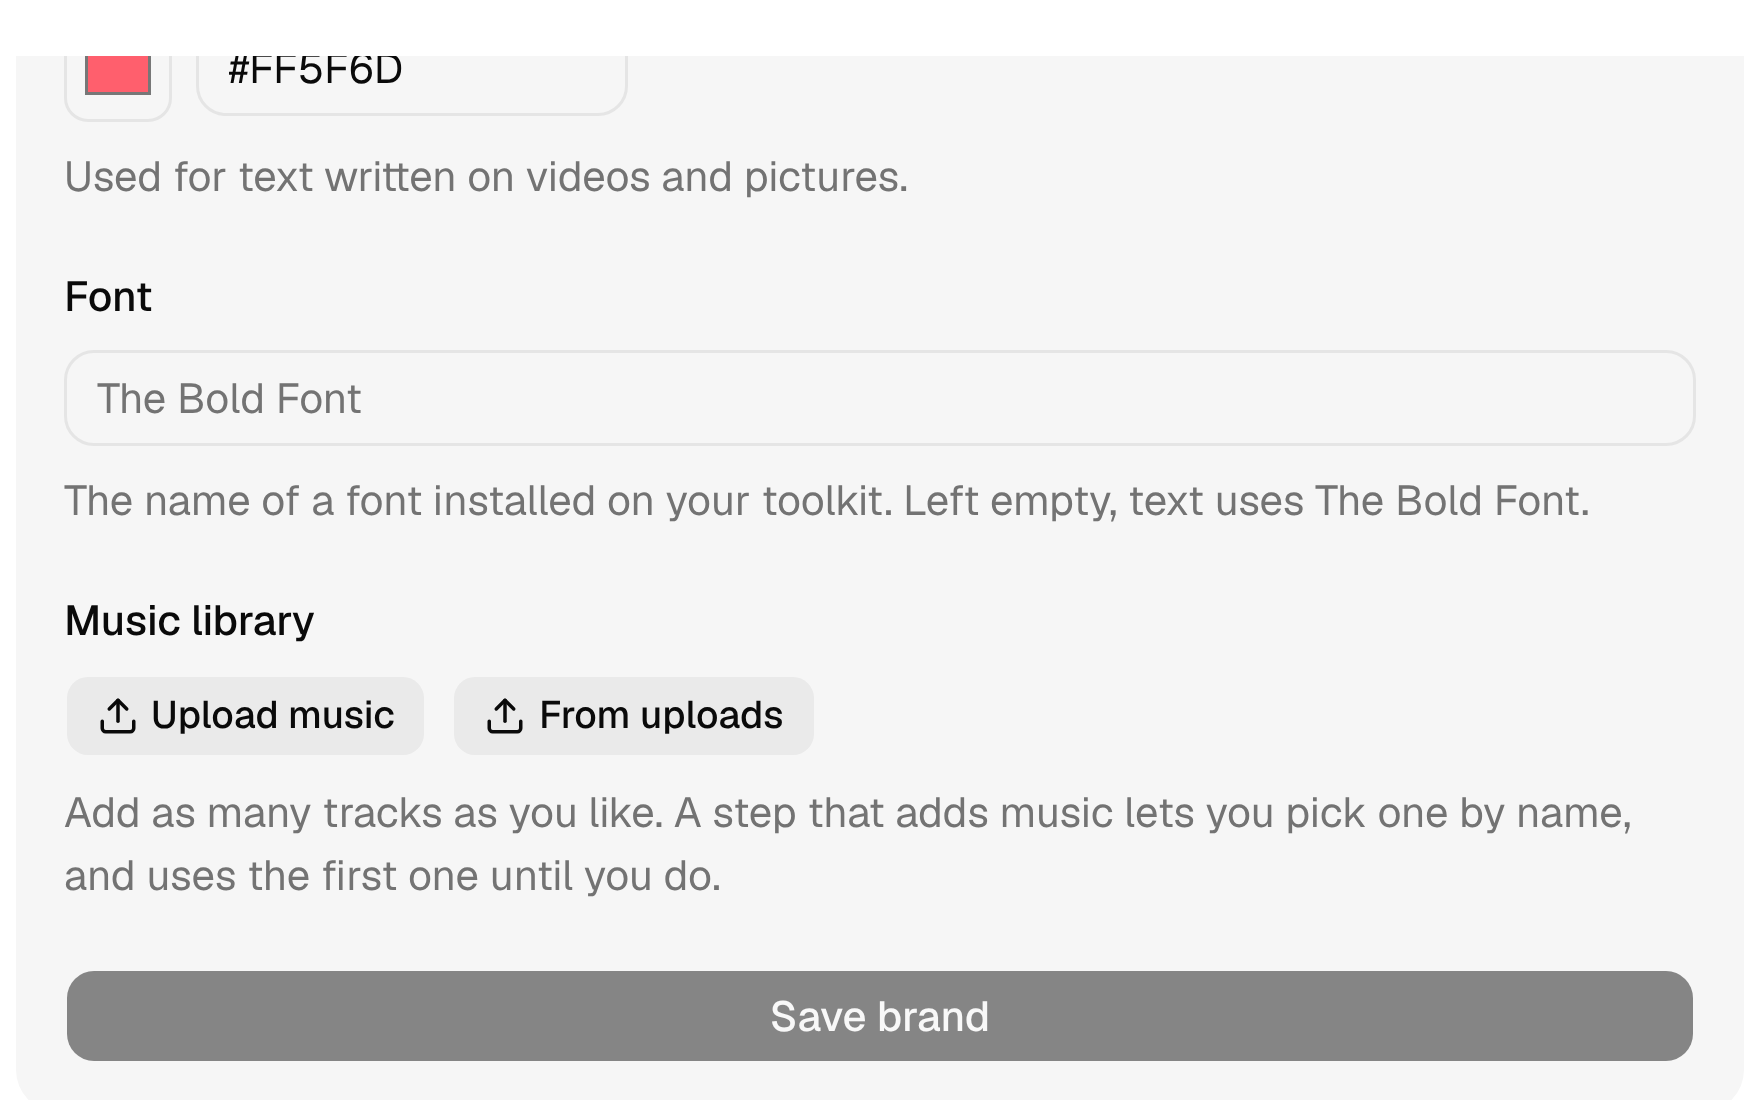 #FF5F6D
Used for text written on videos and pictures.
Font
The Bold Font
The name of a font installed on your toolkit. Left empty, text uses The Bold Font.
Music library
Upload music
From uploads
Add as many tracks as you like. A step that adds music lets you pick one by name,
and uses the first one until you do.
Save brand